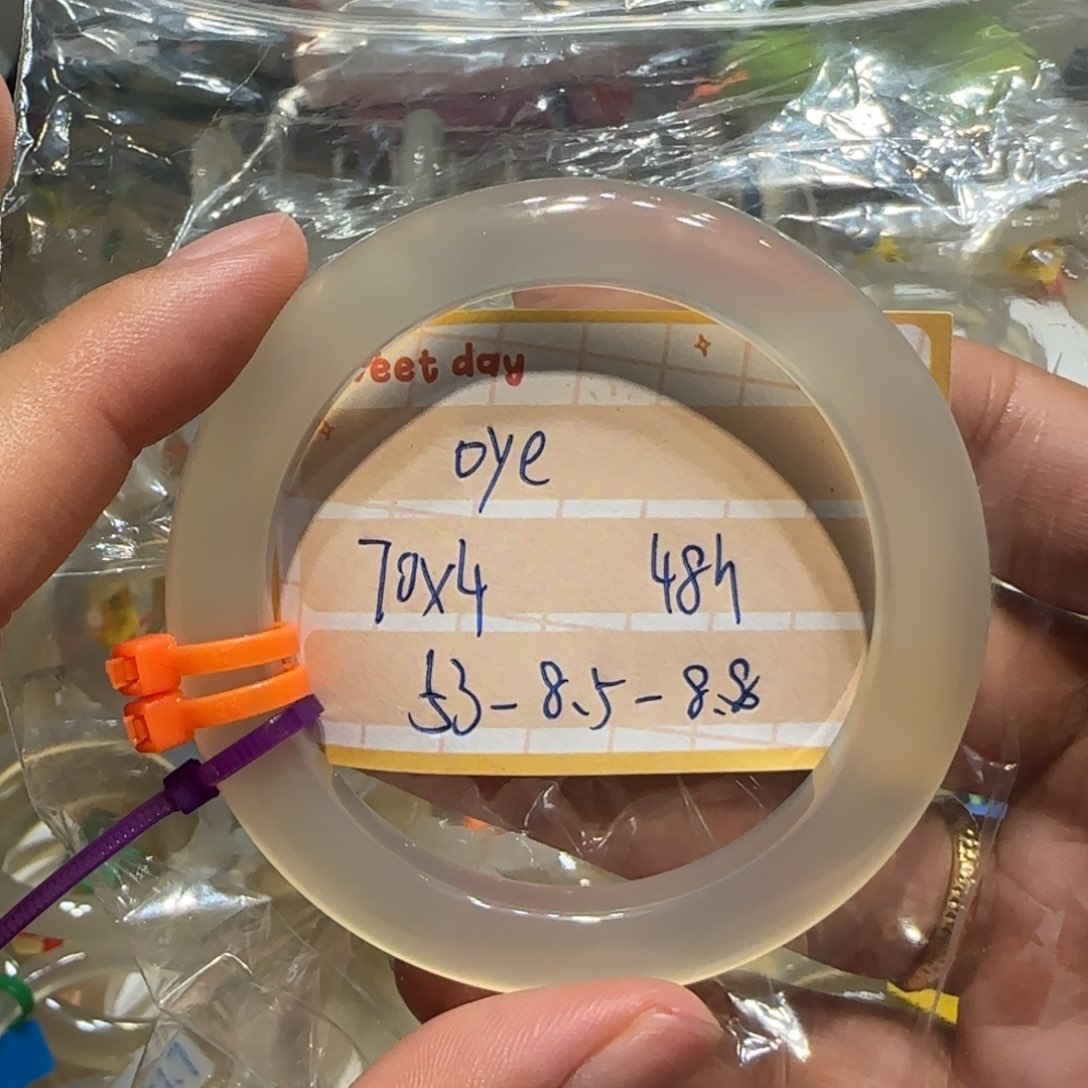 eet day
oye
70x4 48h
53-8.5-8.8